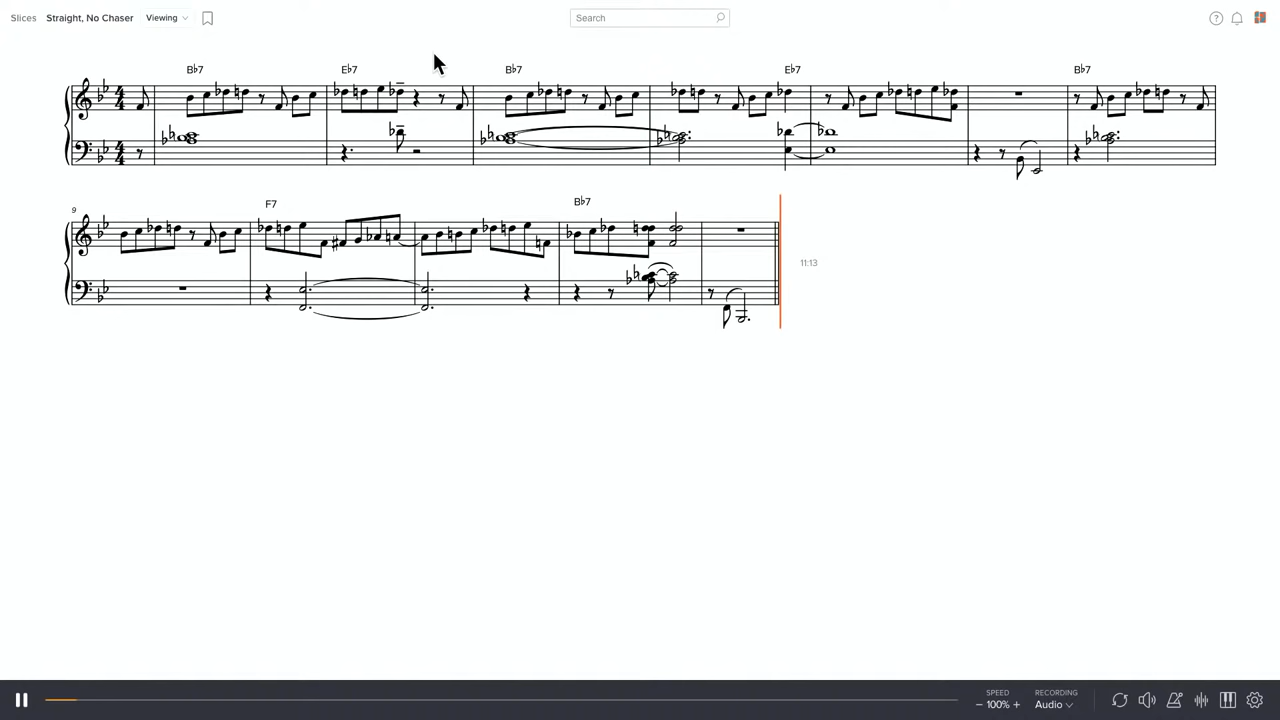 Slices Straight, No Chaser Viewing Search
B♭7 E♭7 B♭7 E♭7 B♭7
9 F7 B♭7
11:13
SPEED RECORDING
− 100% + Audio